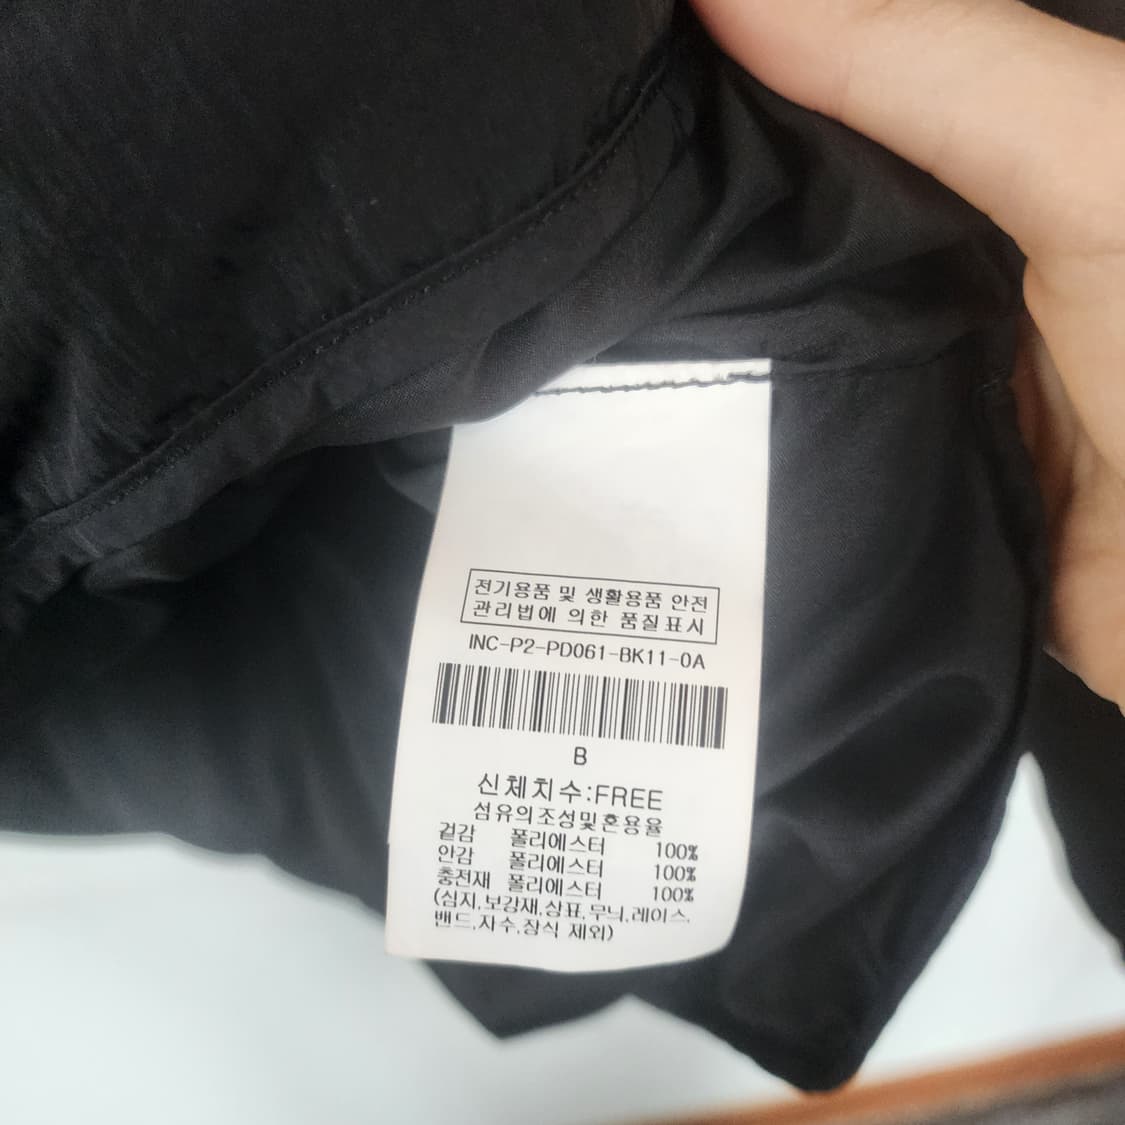 전기용품 및 생활용품 안전
관리법에 의한 품질표시
INC-P2-PD061-BK11-0A
B
신체치수:FREE
섬유의조성및혼용율
겉감 폴리에스터 100%
안감 폴리에스터 100%
충전재 폴리에스터 100%
(심지,보강재,상표,무늬,레이스,
밴드,자수,장식 제외)